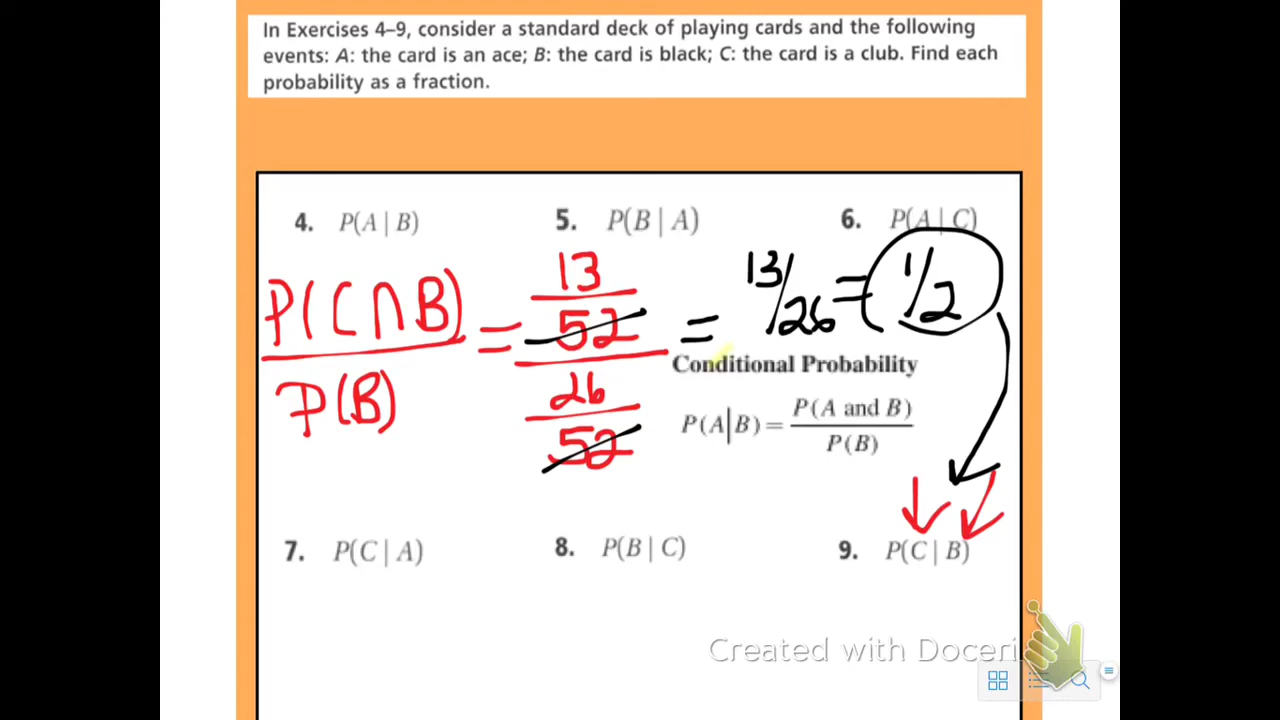 In Exercises 4–9, consider a standard deck of playing cards and the following
events: A: the card is an ace; B: the card is black; C: the card is a club. Find each
probability as a fraction.
4. P(A | B)
5. P(B | A)
6. P(A | C)
P(C∩B)
P(B)
=
13
52
26
52
=
13/26 = 1/2
Conditional Probability
P(A|B) = P(A and B)
P(B)
7. P(C | A)
8. P(B | C)
9. P(C | B)
Created with Doceri